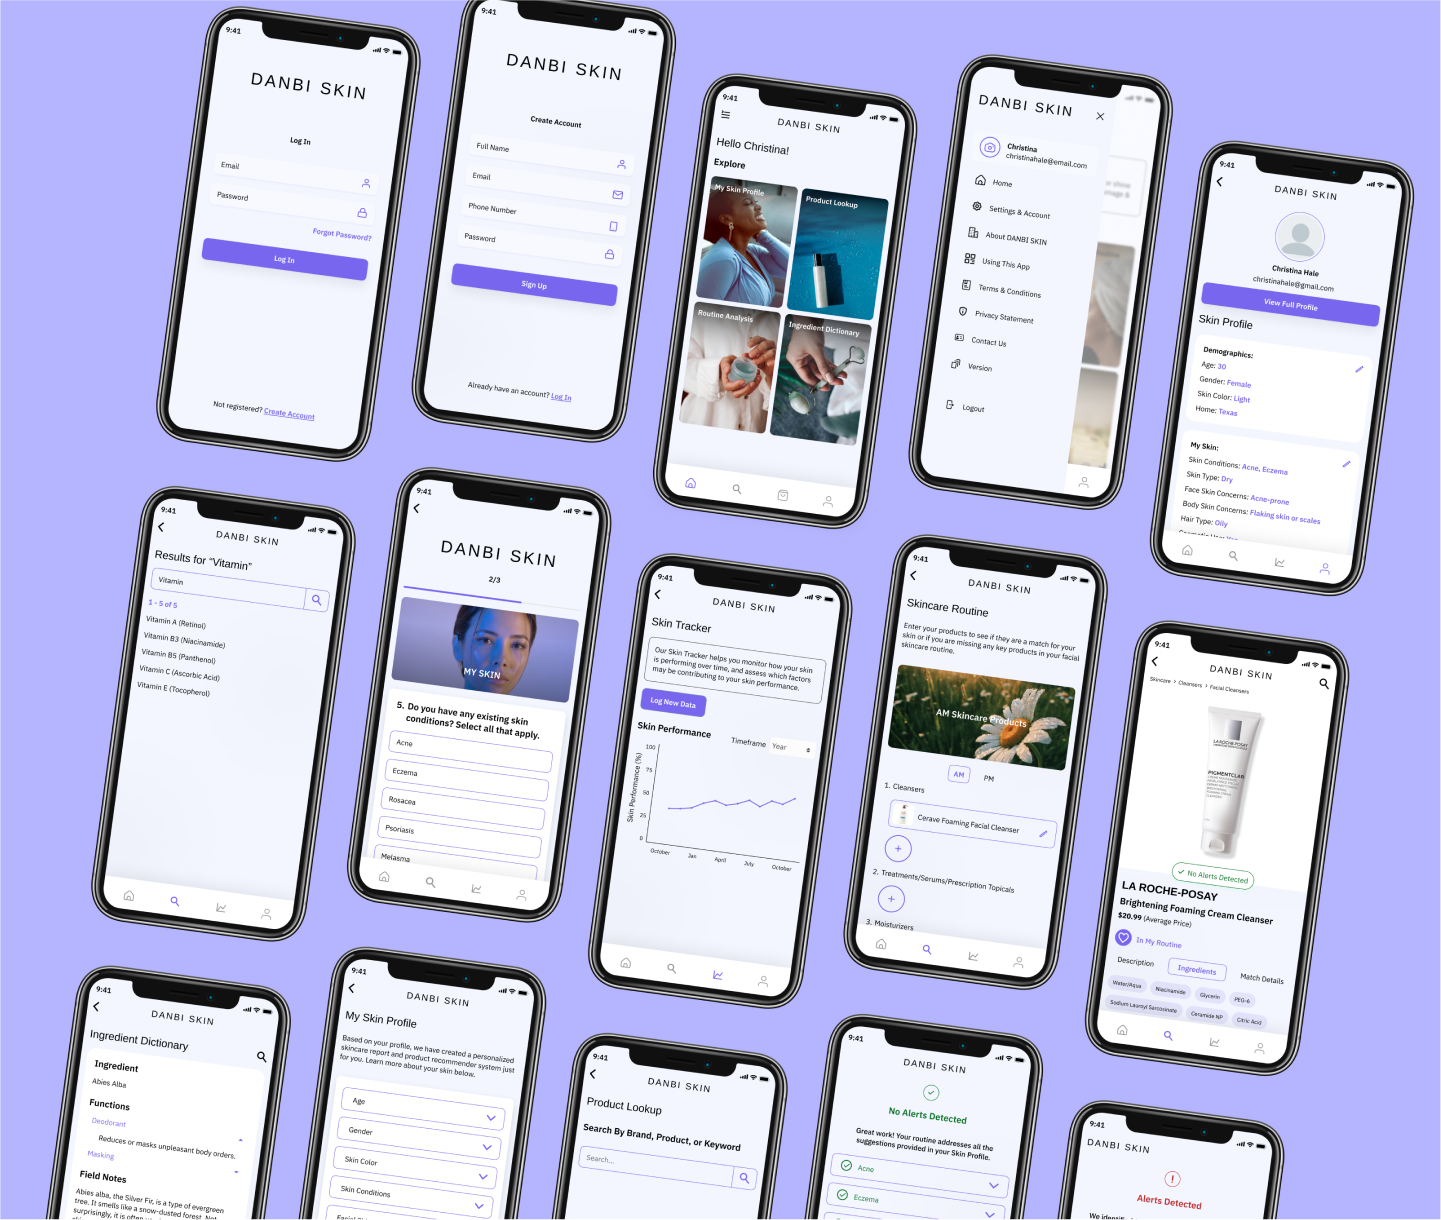 9:41
DANBI SKIN
Log In
Email
Password
Forgot Password?
Log In
Not registered? Create Account
9:41
DANBI SKIN
Create Account
Full Name
Email
Phone Number
Password
Sign Up
Already have an account? Log In
9:41
DANBI SKIN
Hello Christina!
Explore
My Skin Profile
Product Lookup
Routine Analysis
Ingredient Dictionary
DANBI SKIN
Christina
christinahale@email.com
Home
Settings & Account
About DANBI SKIN
Using This App
Terms & Conditions
Privacy Statement
Contact Us
Version
Logout
9:41
DANBI SKIN
Christina Hale
christinahale@gmail.com
View Full Profile
Skin Profile
Demographics:
Age: 30
Gender: Female
Skin Color: Light
Home: Texas
My Skin:
Skin Conditions: Acne, Eczema
Skin Type: Dry
Face Skin Concerns: Acne-prone
Body Skin Concerns: Flaking skin or scales
Hair Type: Oily
9:41
DANBI SKIN
Results for "Vitamin"
Vitamin
1 - 5 of 5
Vitamin A (Retinol)
Vitamin B3 (Niacinamide)
Vitamin B5 (Panthenol)
Vitamin C (Ascorbic Acid)
Vitamin E (Tocopherol)
9:41
DANBI SKIN
2/3
MY SKIN
5. Do you have any existing skin
conditions? Select all that apply.
Acne
Eczema
Rosacea
Psoriasis
Melasma
9:41
DANBI SKIN
Skin Tracker
Our Skin Tracker helps you monitor how your skin
is performing over time, and assess which factors
may be contributing to your skin performance.
Log New Data
Skin Performance
Timeframe
Year
Skin Performance (%)
100
75
50
25
0
October
Jan
April
July
October
9:41
DANBI SKIN
Skincare Routine
Enter your products to see if they are a match for your
skin or if you are missing any key products in your facial
skincare routine.
AM Skincare Products
AM
PM
1. Cleansers
Cerave Foaming Facial Cleanser
2. Treatments/Serums/Prescription Topicals
3. Moisturizers
9:41
DANBI SKIN
Skincare > Cleansers > Facial Cleansers
LA ROCHE-POSAY
PIGMENTCLAR
No Alerts Detected
LA ROCHE-POSAY
Brightening Foaming Cream Cleanser
$20.99 (Average Price)
In My Routine
Description
Ingredients
Match Details
Water/Aqua
Niacinamide
Glycerin
PEG-6
Sodium Lauroyl Sarcosinate
Ceramide NP
Citric Acid
9:41
DANBI SKIN
Ingredient Dictionary
Ingredient
Abies Alba
Functions
Deodorant
Reduces or masks unpleasant body orders.
Masking
Field Notes
Abies alba, the Silver Fir, is a type of evergreen
tree. It smells like a snow-dusted forest. Not
surprisingly, it is often
9:41
DANBI SKIN
My Skin Profile
Based on your profile, we have created a personalized
skincare report and product recommender system just
for you. Learn more about your skin below.
Age
Gender
Skin Color
Skin Conditions
9:41
DANBI SKIN
Product Lookup
Search By Brand, Product, or Keyword
Search...
9:41
DANBI SKIN
No Alerts Detected
Great work! Your routine addresses all the
suggestions provided in your Skin Profile.
Acne
Eczema
9:41
DANBI SKIN
Alerts Detected